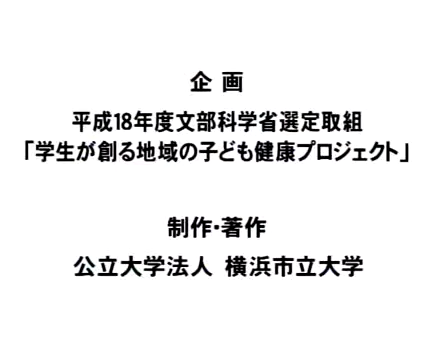 企 画
平成18年度文部科学省選定取組
「学生が創る地域の子ども健康プロジェクト」
制作・著作
公立大学法人 横浜市立大学